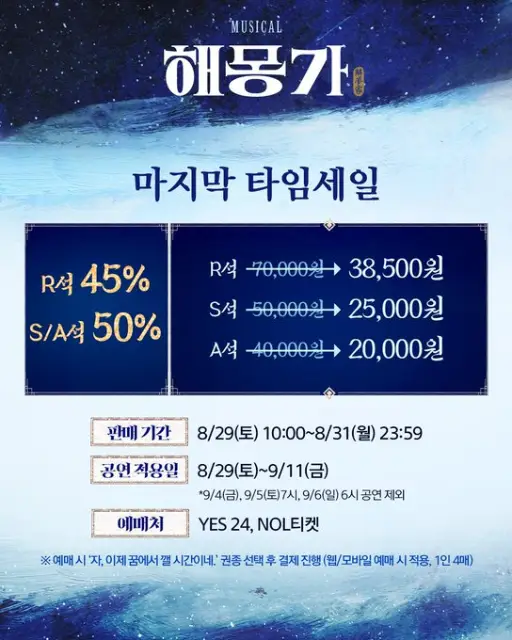 MUSICAL
해몽가
마지막 타임세일
R석 45%
S/A석 50%
R석 70,000원 → 38,500원
S석 50,000원 → 25,000원
A석 40,000원 → 20,000원
판매 기간 8/29(토) 10:00~8/31(월) 23:59
공연 적용일 8/29(토)~9/11(금)
*9/4(금), 9/5(토)7시, 9/6(일) 6시 공연 제외
예매처 YES 24, NOL티켓
※ 예매 시 '자, 이제 꿈에서 깰 시간이네.' 권종 선택 후 결제 진행 (웹/모바일 예매 시 적용, 1인 4매)